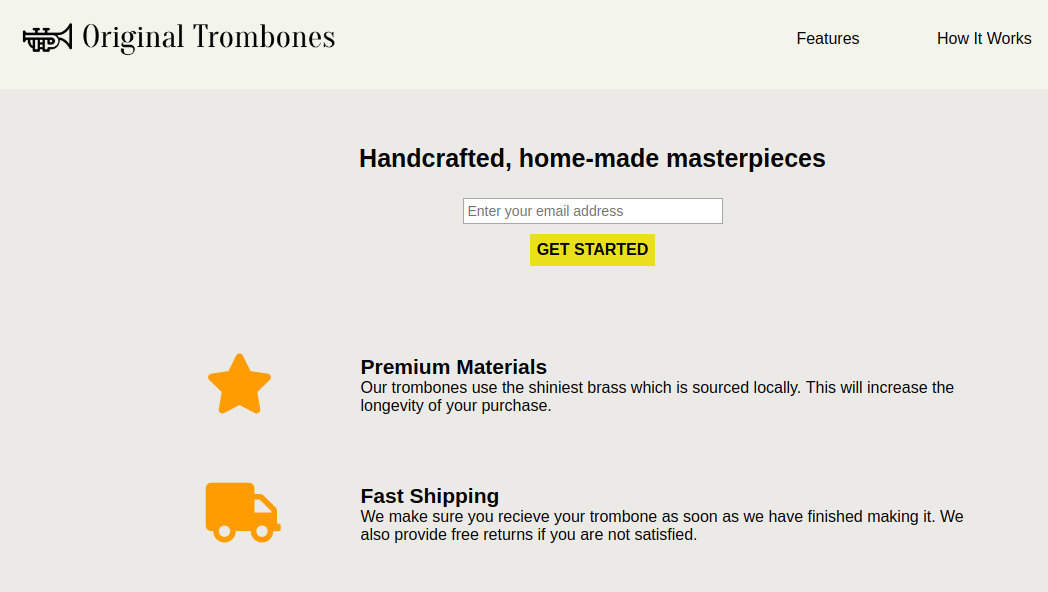 Original Trombones
Features
How It Works
Handcrafted, home-made masterpieces
Enter your email address
GET STARTED
Premium Materials
Our trombones use the shiniest brass which is sourced locally. This will increase the
longevity of your purchase.
Fast Shipping
We make sure you recieve your trombone as soon as we have finished making it. We
also provide free returns if you are not satisfied.